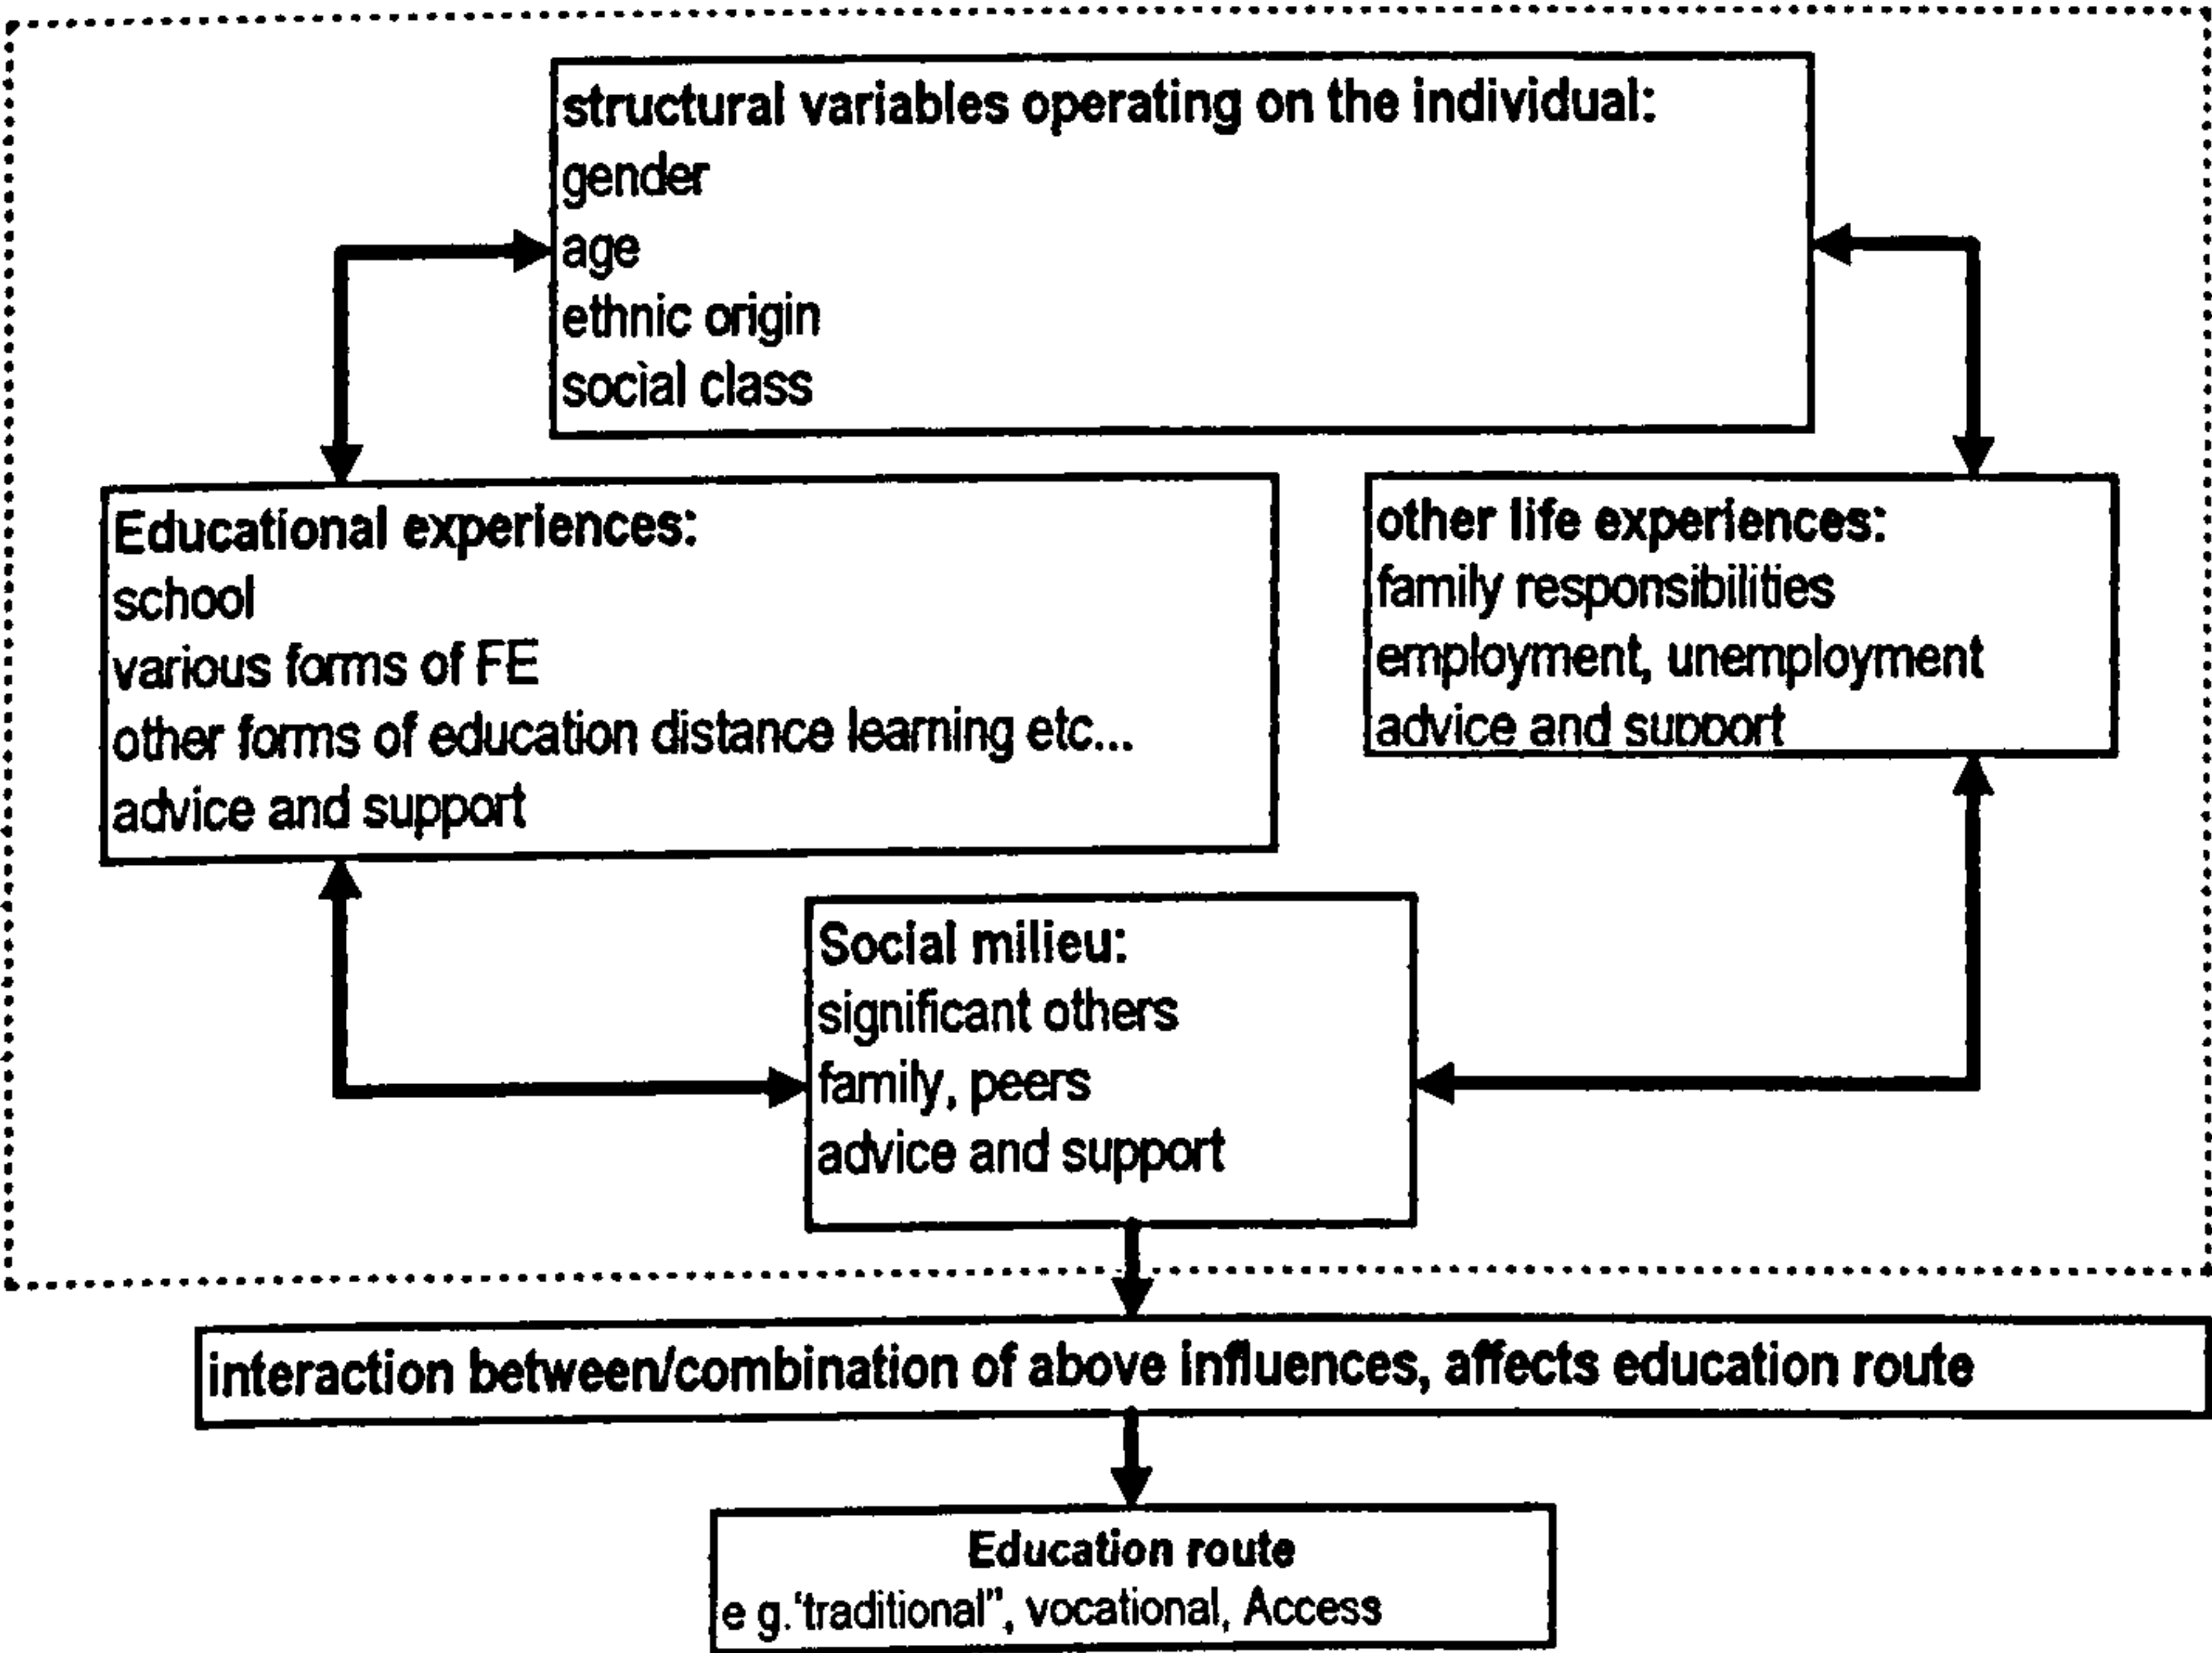 structural variables operating on the individual:
gender
age
ethnic origin
social class
Educational experiences:
school
various forms of FE
other forms of education distance learning etc...
advice and support
other life experiences:
family responsibilities
employment, unemployment
advice and support
Social milieu:
significant others
family, peers
advice and support
interaction between/combination of above influences, affects education route
Education route
e g.'traditional", vocational, Access